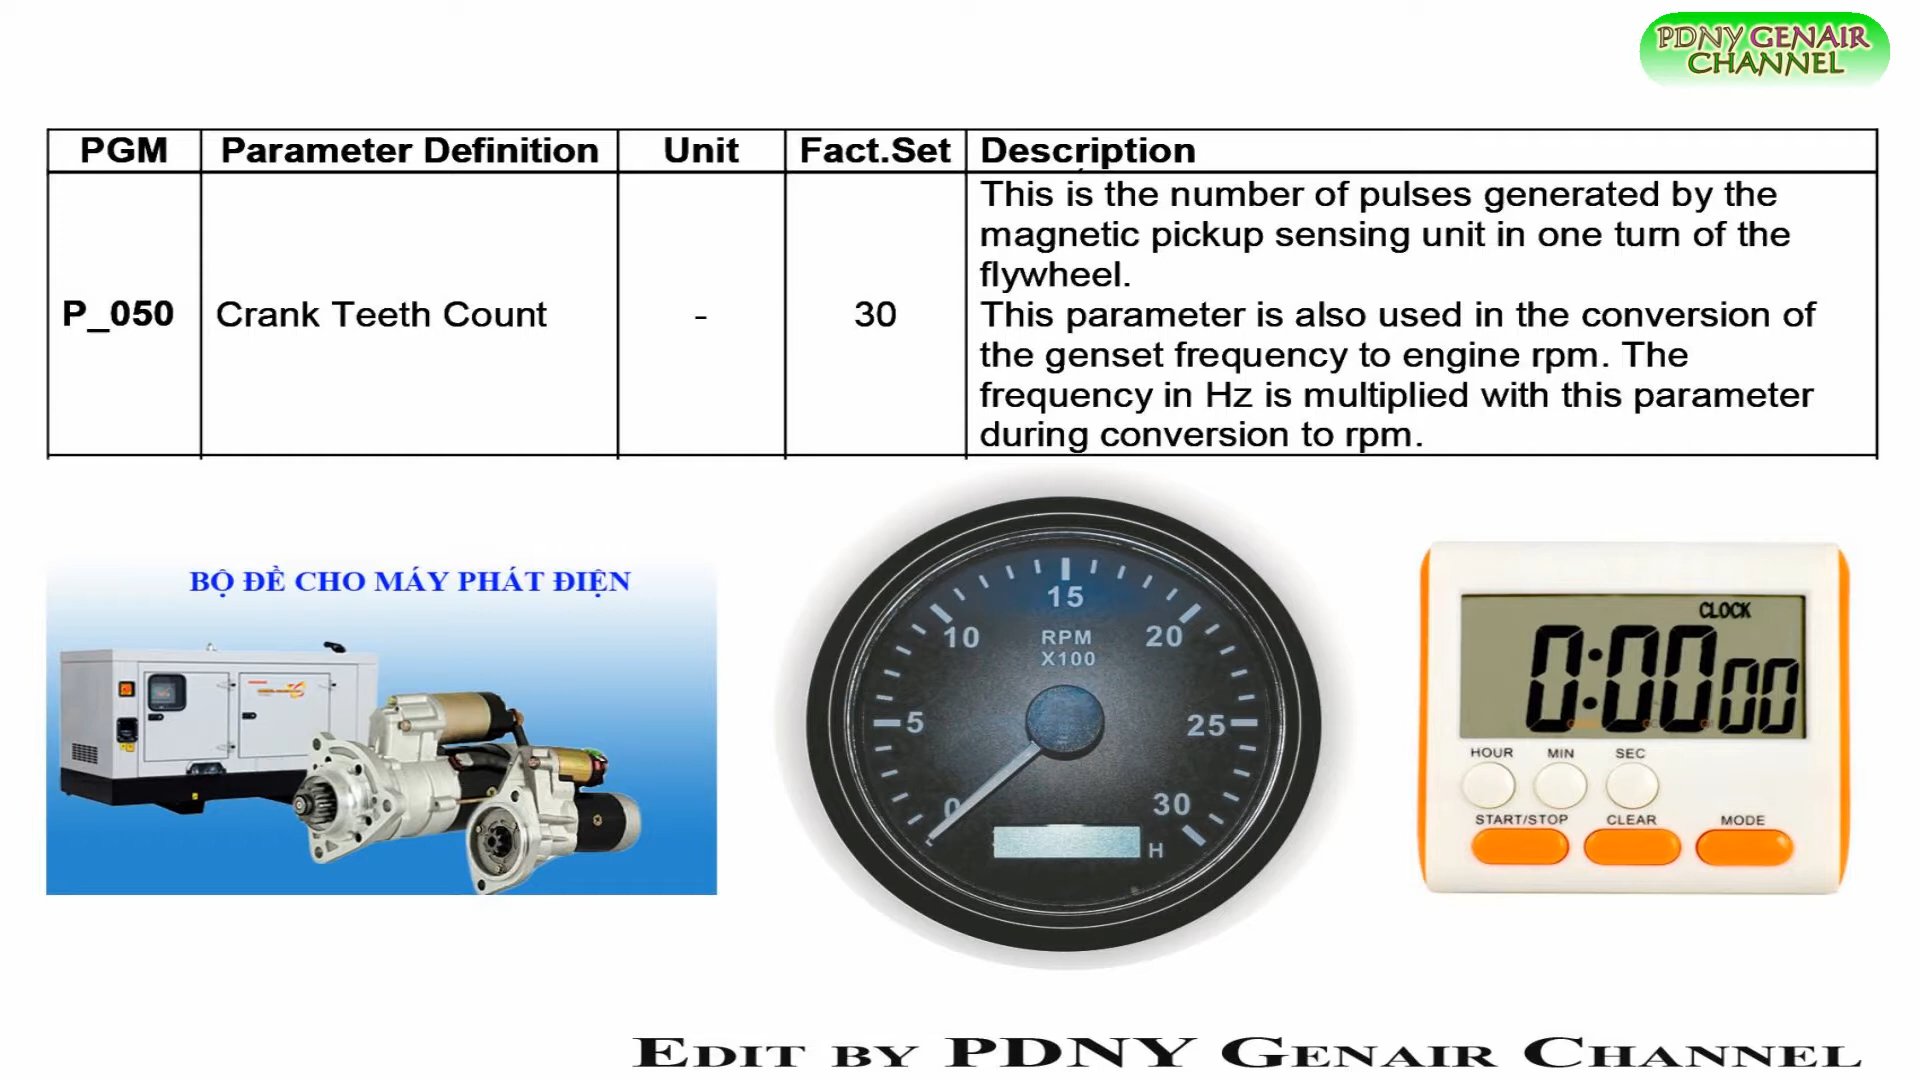 PDNY GENAIR
CHANNEL
PGM Parameter Definition Unit Fact.Set Description
P_050 Crank Teeth Count - 30
This is the number of pulses generated by the
magnetic pickup sensing unit in one turn of the
flywheel.
This parameter is also used in the conversion of
the genset frequency to engine rpm. The
frequency in Hz is multiplied with this parameter
during conversion to rpm.
BỘ ĐỀ CHO MÁY PHÁT ĐIỆN
15
10 20
RPM
X100
5 25
0 30
H
CLOCK
0:00 00
HOUR MIN SEC
START/STOP CLEAR MODE
EDIT BY PDNY GENAIR CHANNEL